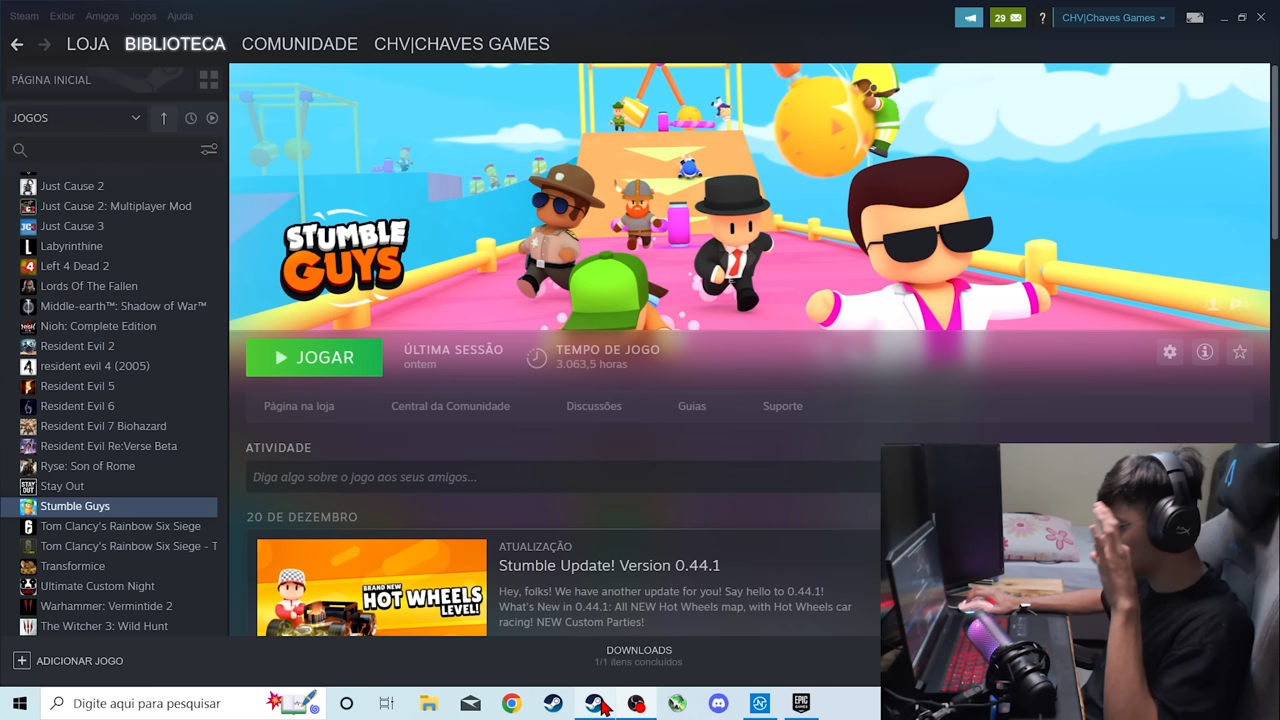 Steam Exibir Amigos Jogos Ajuda
29 ? CHV|Chaves Games
LOJA BIBLIOTECA COMUNIDADE CHV|CHAVES GAMES
PÁGINA INICIAL
JOGOS
Just Cause 2
Just Cause 2: Multiplayer Mod
Just Cause 3
Labyrinthine
Left 4 Dead 2
Lords Of The Fallen
Middle-earth™: Shadow of War™
Nioh: Complete Edition
Resident Evil 2
resident evil 4 (2005)
Resident Evil 5
Resident Evil 6
Resident Evil 7 Biohazard
Resident Evil Re:Verse Beta
Ryse: Son of Rome
Stay Out
Stumble Guys
Tom Clancy's Rainbow Six Siege
Tom Clancy's Rainbow Six Siege - T
Transformice
Ultimate Custom Night
Warhammer: Vermintide 2
The Witcher 3: Wild Hunt
ADICIONAR JOGO
STUMBLE
GUYS
JOGAR
ÚLTIMA SESSÃO
ontem
TEMPO DE JOGO
3.063,5 horas
Página na loja Central da Comunidade Discussões Guias Suporte
ATIVIDADE
Diga algo sobre o jogo aos seus amigos...
20 DE DEZEMBRO
BRAND NEW
HOT WHEELS
LEVEL!
ATUALIZAÇÃO
Stumble Update! Version 0.44.1
Hey, folks! We have another update for you! Say hello to 0.44.1!
What's New in 0.44.1: All NEW Hot Wheels map, with Hot Wheels car
racing! NEW Custom Parties!
DOWNLOADS
1/1 itens concluídos
Digite aqui para pesquisar
EPIC
GAMES